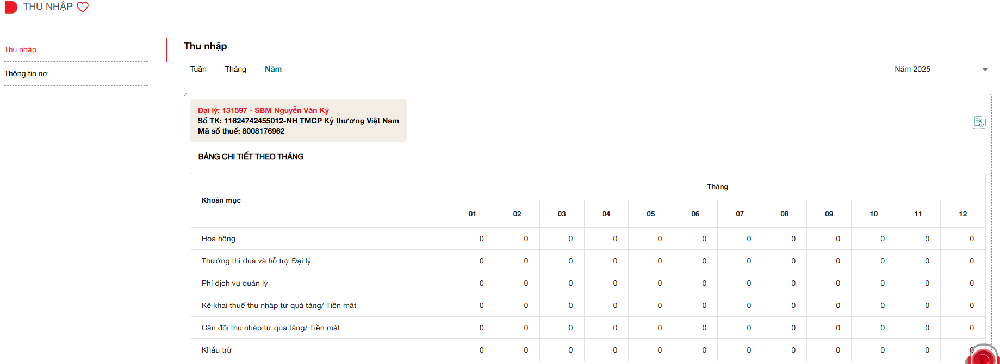 THU NHẬP
Thu nhập
Thông tin nợ
Thu nhập
Tuần Tháng Năm
Năm 2025
Đại lý: 131597 - SBM Nguyễn Văn Kỷ
Số TK: 11624742455012-NH TMCP Kỹ thương Việt Nam
Mã số thuế: 8008176962
BẢNG CHI TIẾT THEO THÁNG
Khoản mục Tháng
01 02 03 04 05 06 07 08 09 10 11 12
Hoa hồng 0 0 0 0 0 0 0 0 0 0 0 0
Thưởng thi đua và hỗ trợ Đại lý 0 0 0 0 0 0 0 0 0 0 0 0
Phí dịch vụ quản lý 0 0 0 0 0 0 0 0 0 0 0 0
Kê khai thuế thu nhập từ quà tặng/ Tiền mặt 0 0 0 0 0 0 0 0 0 0 0 0
Cân đối thu nhập từ quà tặng/ Tiền mặt 0 0 0 0 0 0 0 0 0 0 0 0
Khấu trừ 0 0 0 0 0 0 0 0 0 0 0 0